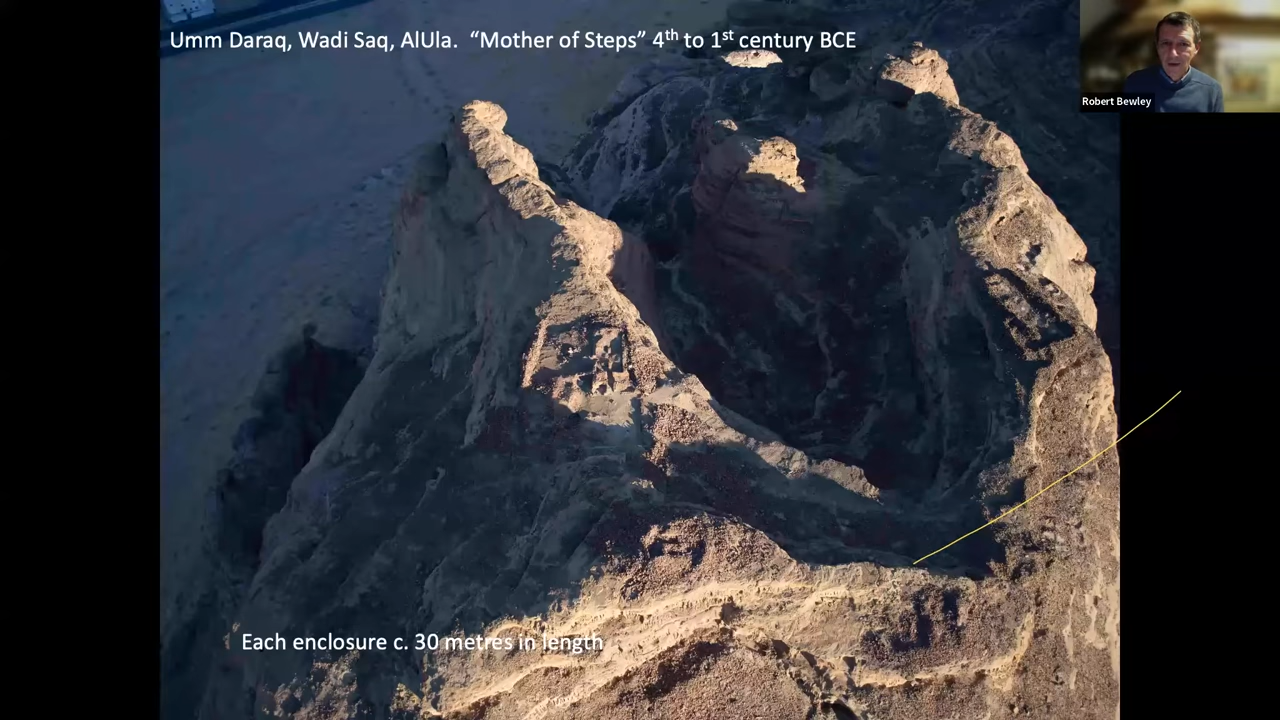 Umm Daraq, Wadi Saq, AlUla. “Mother of Steps” 4th to 1st century BCE
Robert Bewley
Each enclosure c. 30 metres in length